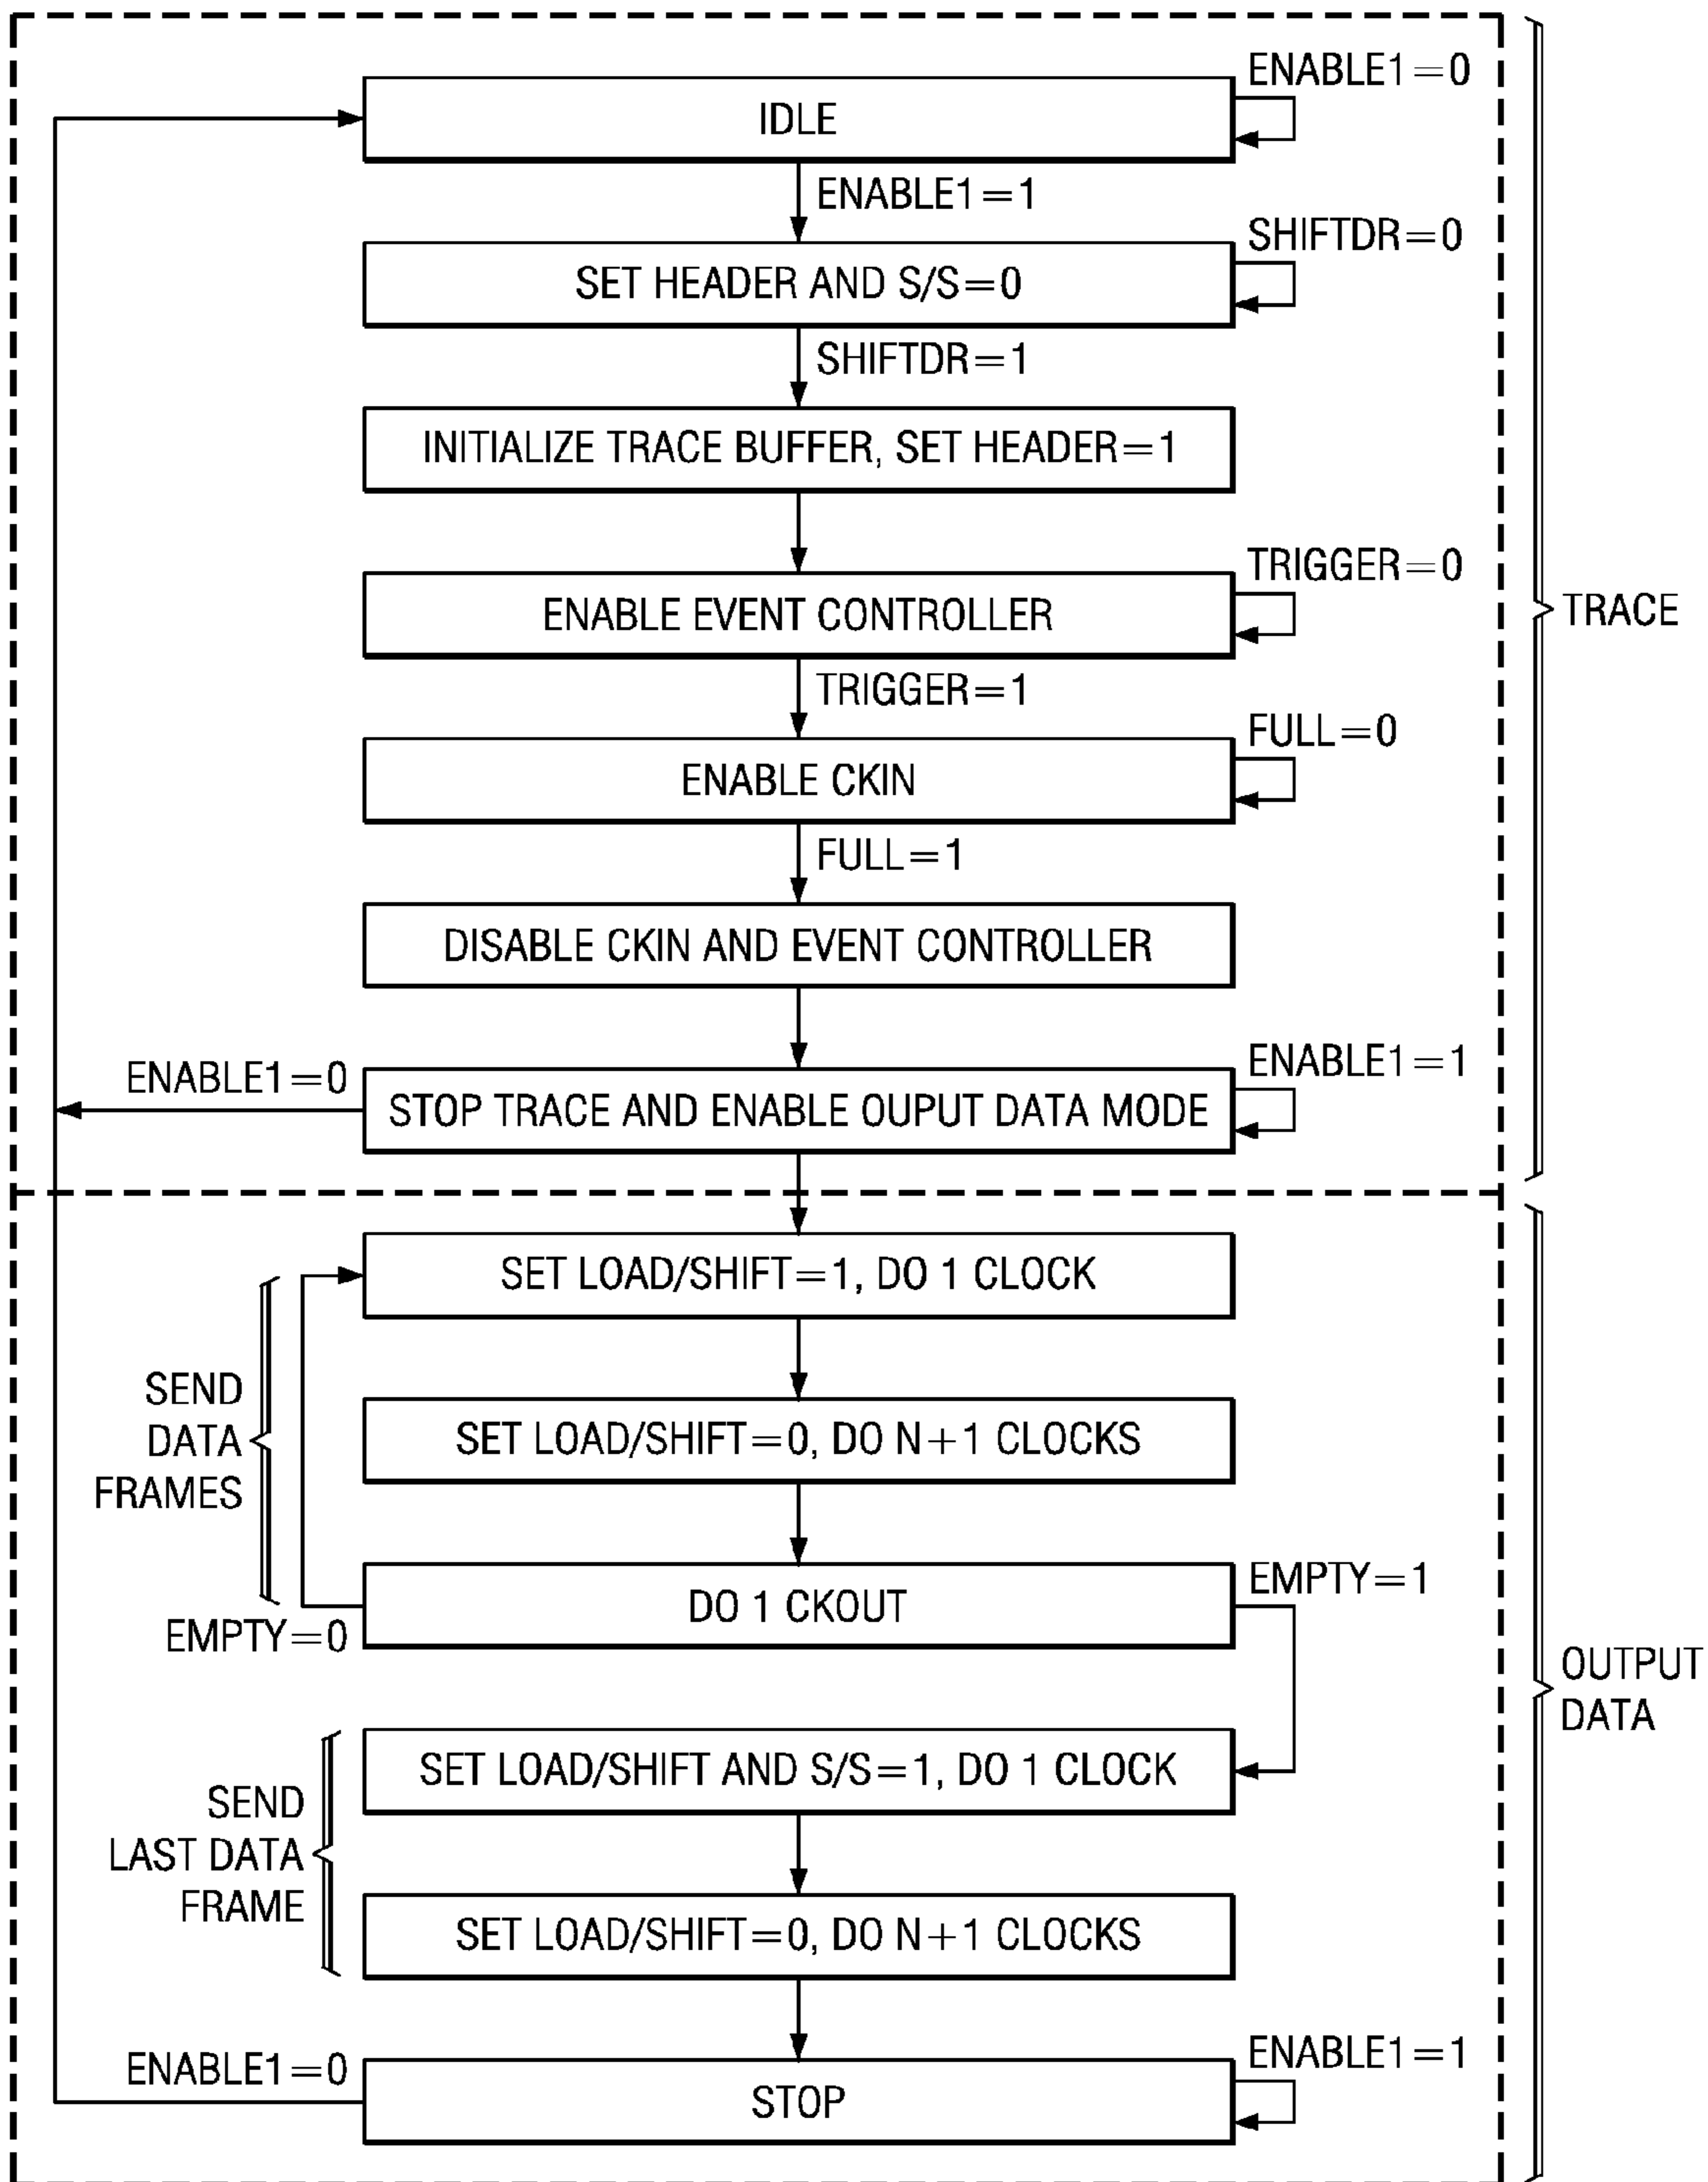 ENABLE1=0
IDLE
ENABLE1=1
SHIFTDR=0
SET HEADER AND S/S=0
SHIFTDR=1
INITIALIZE TRACE BUFFER, SET HEADER=1
TRIGGER=0
ENABLE EVENT CONTROLLER
TRACE
TRIGGER=1
FULL=0
ENABLE CKIN
FULL=1
DISABLE CKIN AND EVENT CONTROLLER
ENABLE1=0
ENABLE1=1
STOP TRACE AND ENABLE OUPUT DATA MODE
SET LOAD/SHIFT=1, DO 1 CLOCK
SEND
DATA
FRAMES
SET LOAD/SHIFT=0, DO N+1 CLOCKS
EMPTY=1
DO 1 CKOUT
EMPTY=0
OUTPUT
DATA
SET LOAD/SHIFT AND S/S=1, DO 1 CLOCK
SEND
LAST DATA
FRAME
SET LOAD/SHIFT=0, DO N+1 CLOCKS
ENABLE1=0
ENABLE1=1
STOP